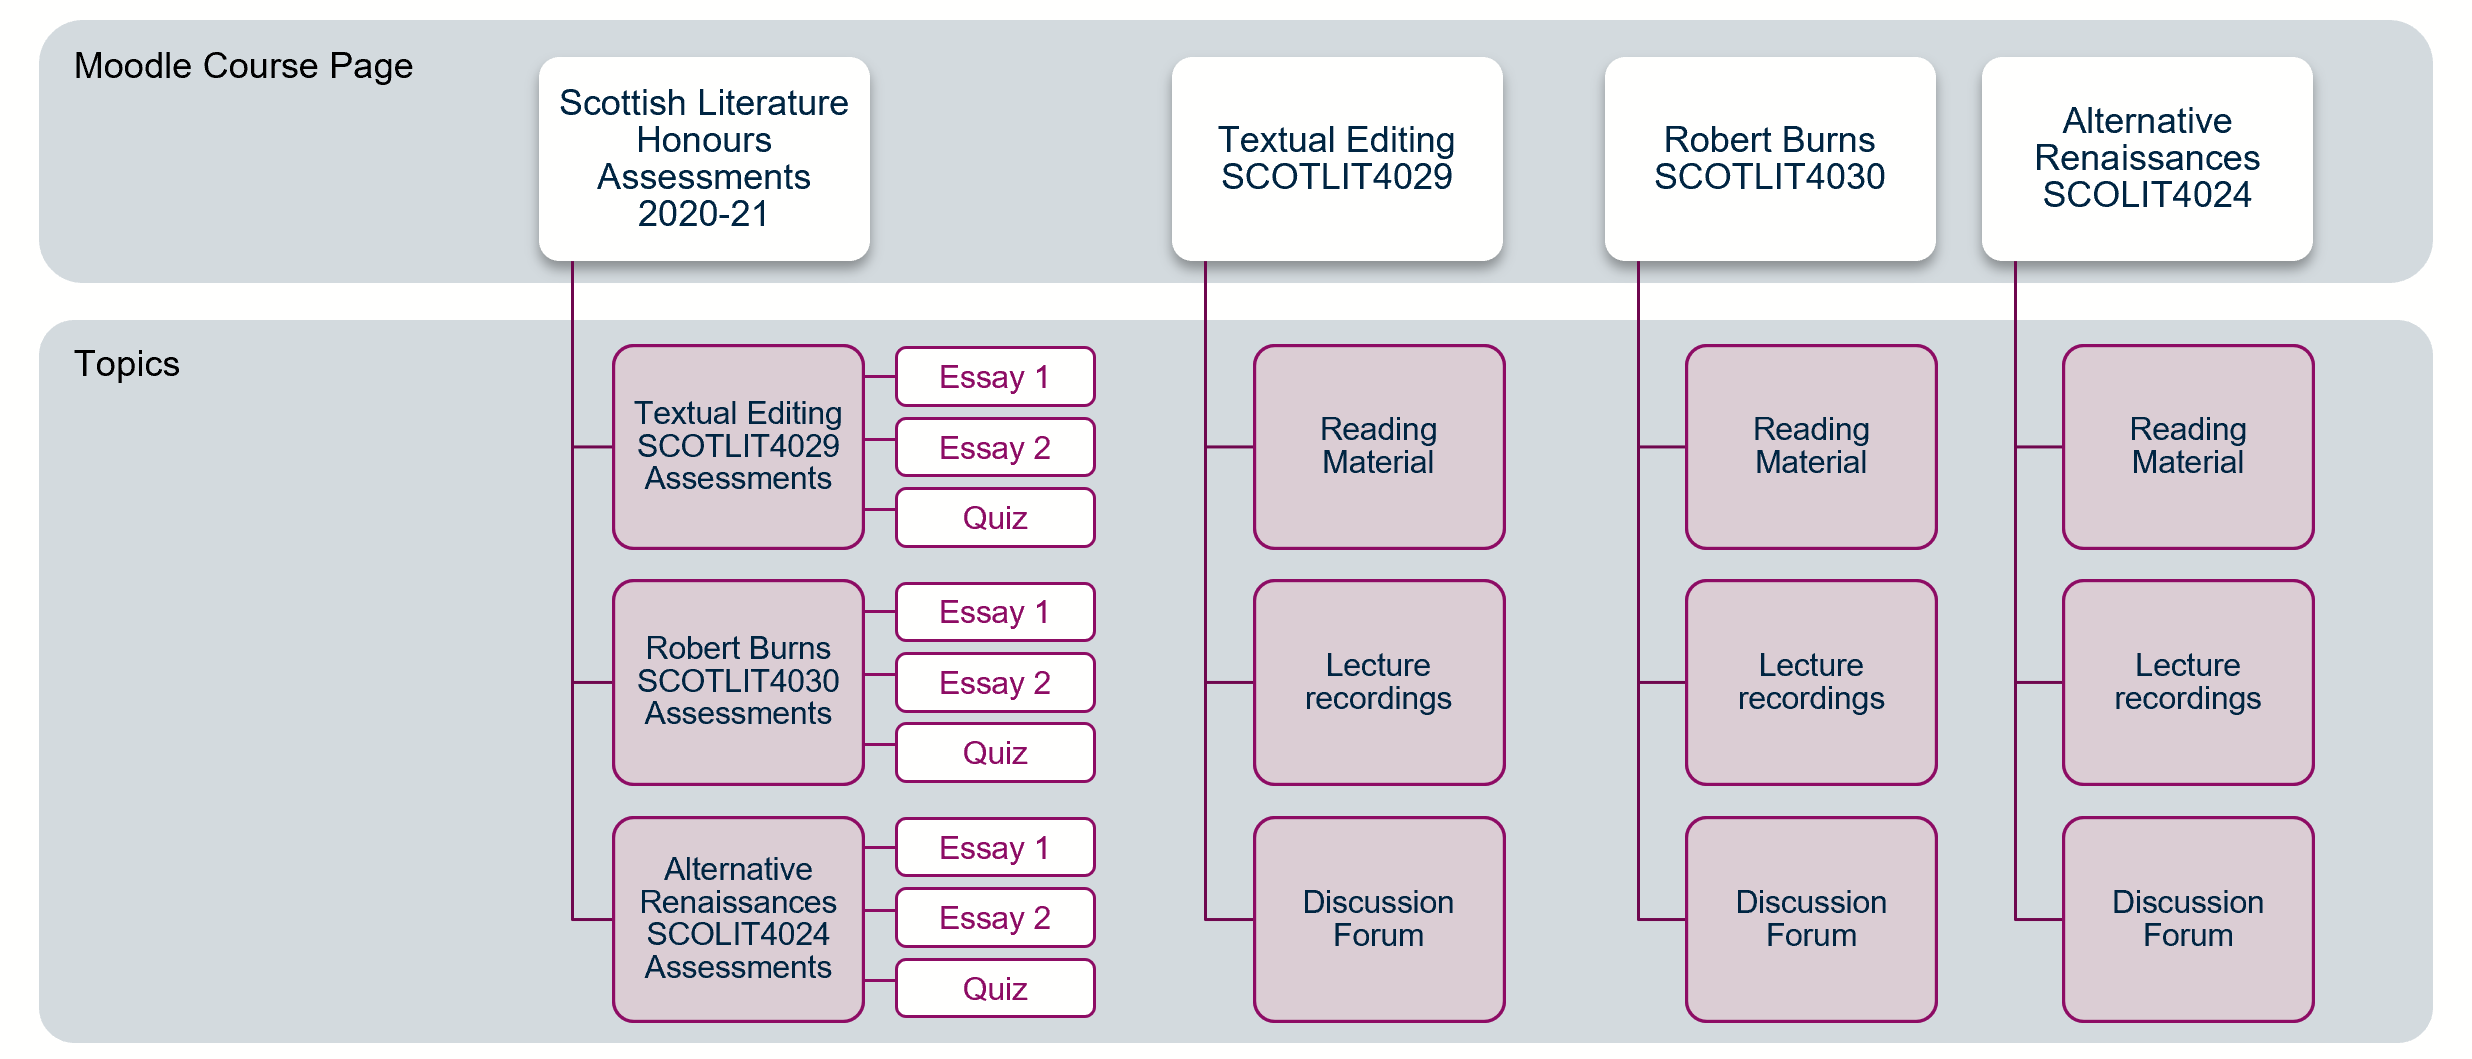 Moodle Course Page
Scottish Literature
Honours
Assessments
2020-21
Textual Editing
SCOTLIT4029
Robert Burns
SCOTLIT4030
Alternative
Renaissances
SCOLIT4024
Topics
Textual Editing
SCOTLIT4029
Assessments
Essay 1
Essay 2
Quiz
Robert Burns
SCOTLIT4030
Assessments
Essay 1
Essay 2
Quiz
Alternative
Renaissances
SCOLIT4024
Assessments
Essay 1
Essay 2
Quiz
Reading
Material
Lecture
recordings
Discussion
Forum
Reading
Material
Lecture
recordings
Discussion
Forum
Reading
Material
Lecture
recordings
Discussion
Forum